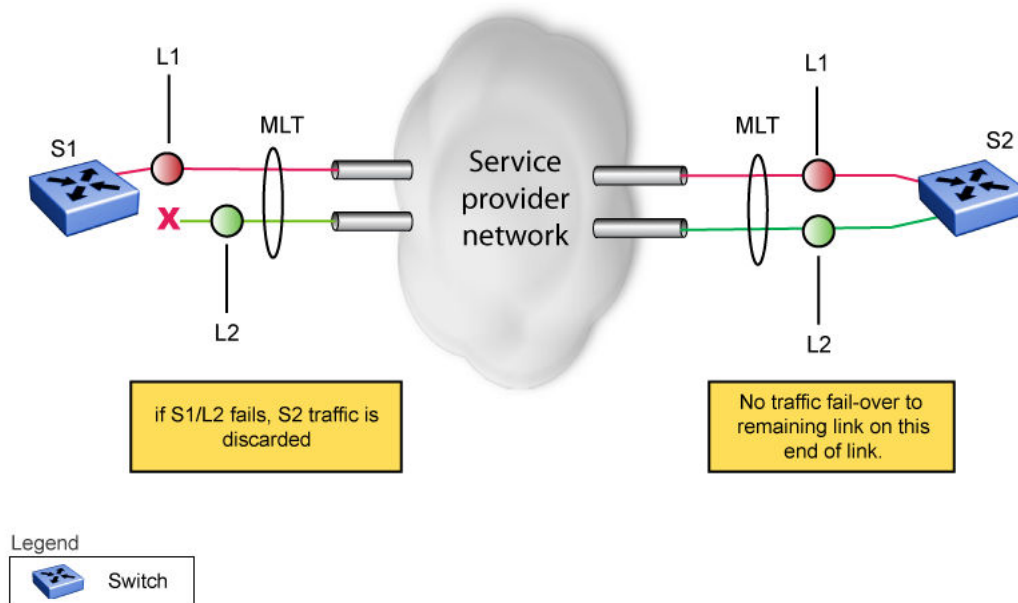 L1
S1
MLT
X
L2
Service
provider
network
L1
MLT
S2
L2
if S1/L2 fails, S2 traffic is
discarded
No traffic fail-over to
remaining link on this
end of link.
Legend
Switch